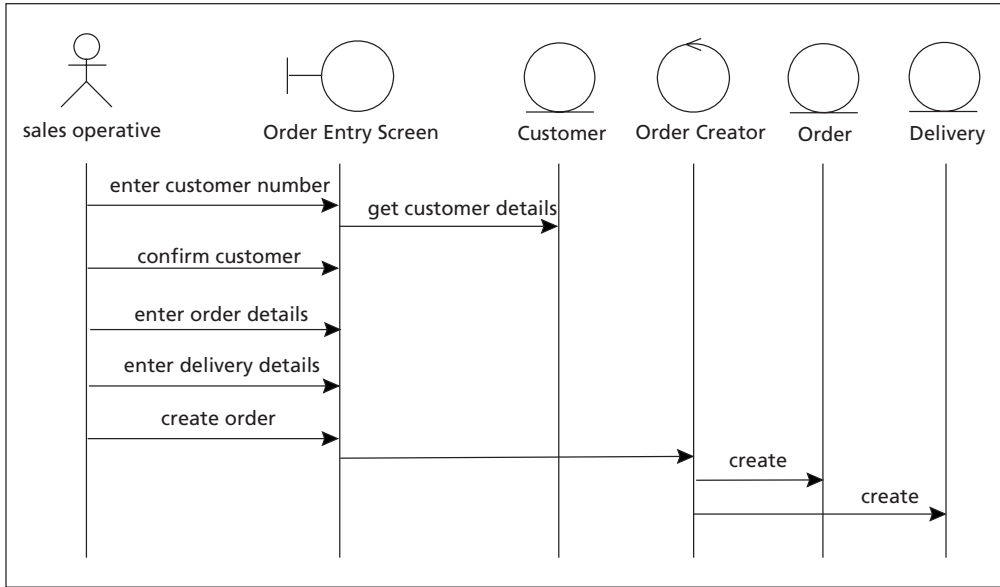 sales operative
Order Entry Screen
Customer
Order Creator
Order
Delivery
enter customer number
get customer details
confirm customer
enter order details
enter delivery details
create order
create
create